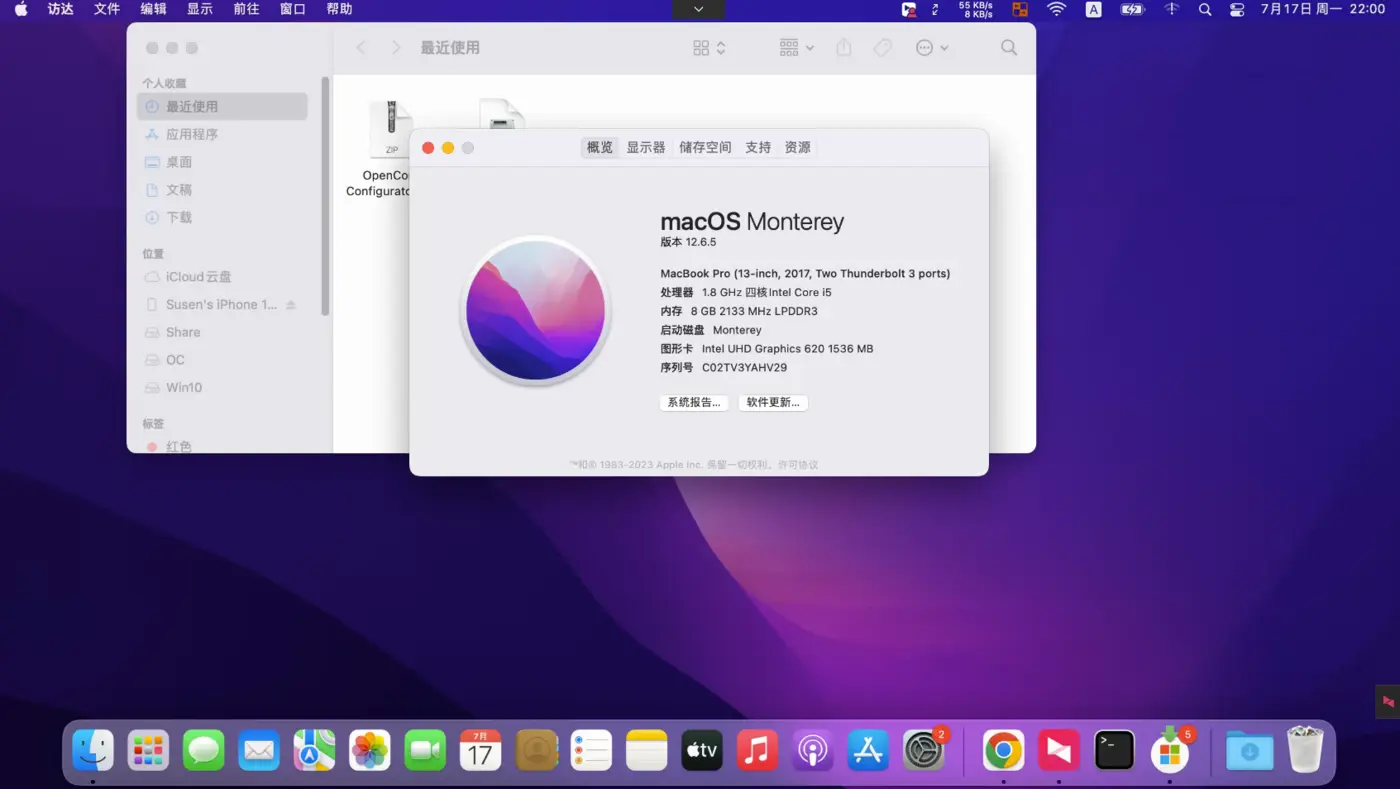 访达 文件 编辑 显示 前往 窗口 帮助
55 KB/s
8 KB/s
A
7月17日 周一 22:00
最近使用
个人收藏
最近使用
应用程序
桌面
文稿
下载
位置
iCloud 云盘
Susen's iPhone 1...
Share
OC
Win10
标签
红色
ZIP
OpenCo
Configurato
概览 显示器 储存空间 支持 资源
macOS Monterey
版本 12.6.5
MacBook Pro (13-inch, 2017, Two Thunderbolt 3 ports)
处理器 1.8 GHz 四核Intel Core i5
内存 8 GB 2133 MHz LPDDR3
启动磁盘 Monterey
图形卡 Intel UHD Graphics 620 1536 MB
序列号 C02TV3YAHV29
系统报告... 软件更新...
™和© 1983-2023 Apple Inc. 保留一切权利。许可协议
7月
17
tv
2
>_
5